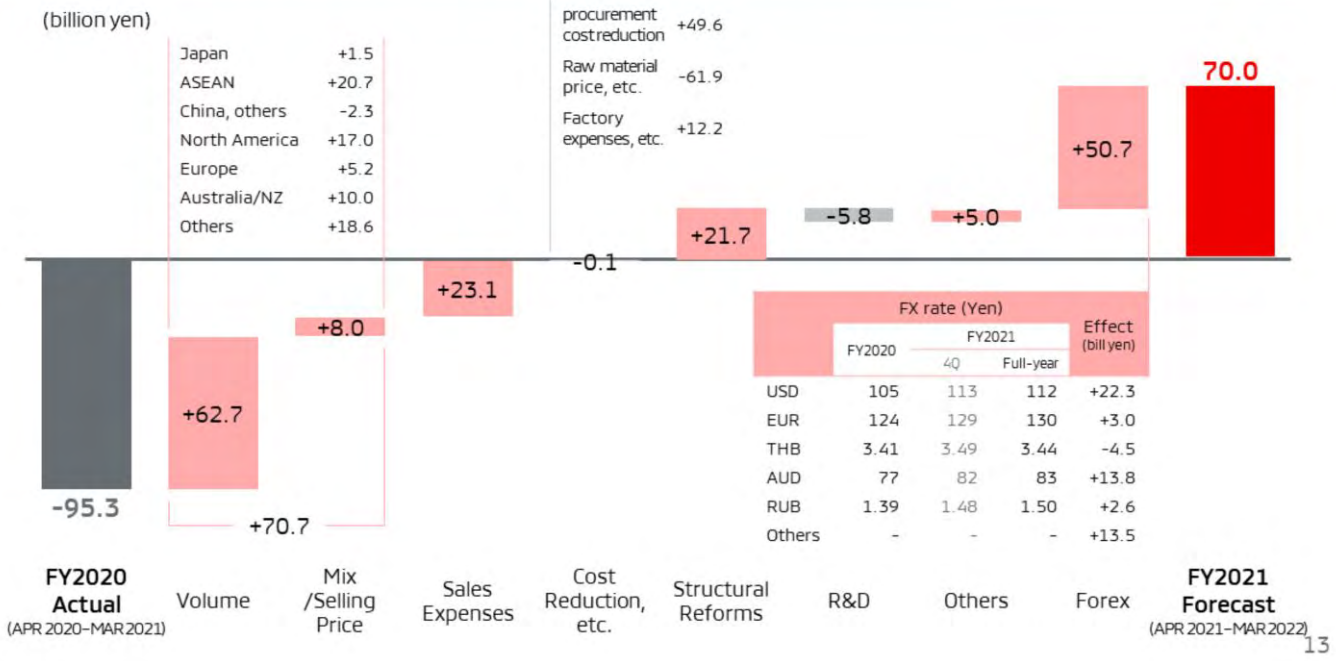 (billion yen)
Japan +1.5
ASEAN +20.7
China, others -2.3
North America +17.0
Europe +5.2
Australia/NZ +10.0
Others +18.6
procurement
cost reduction +49.6
Raw material
price, etc. -61.9
Factory
expenses, etc. +12.2
70.0
+50.7
-5.8
+5.0
+21.7
-0.1
+23.1
+8.0
+62.7
-95.3
+70.7
FX rate (Yen)
Effect
(bill yen)
FY2020
FY2021
4Q Full-year
USD 105 113 112 +22.3
EUR 124 129 130 +3.0
THB 3.41 3.49 3.44 -4.5
AUD 77 82 83 +13.8
RUB 1.39 1.48 1.50 +2.6
Others - - - +13.5
FY2020
Actual
(APR 2020-MAR 2021)
Volume
Mix
/Selling
Price
Sales
Expenses
Cost
Reduction,
etc.
Structural
Reforms
R&D
Others
Forex
FY2021
Forecast
(APR 2021-MAR 2022)
13